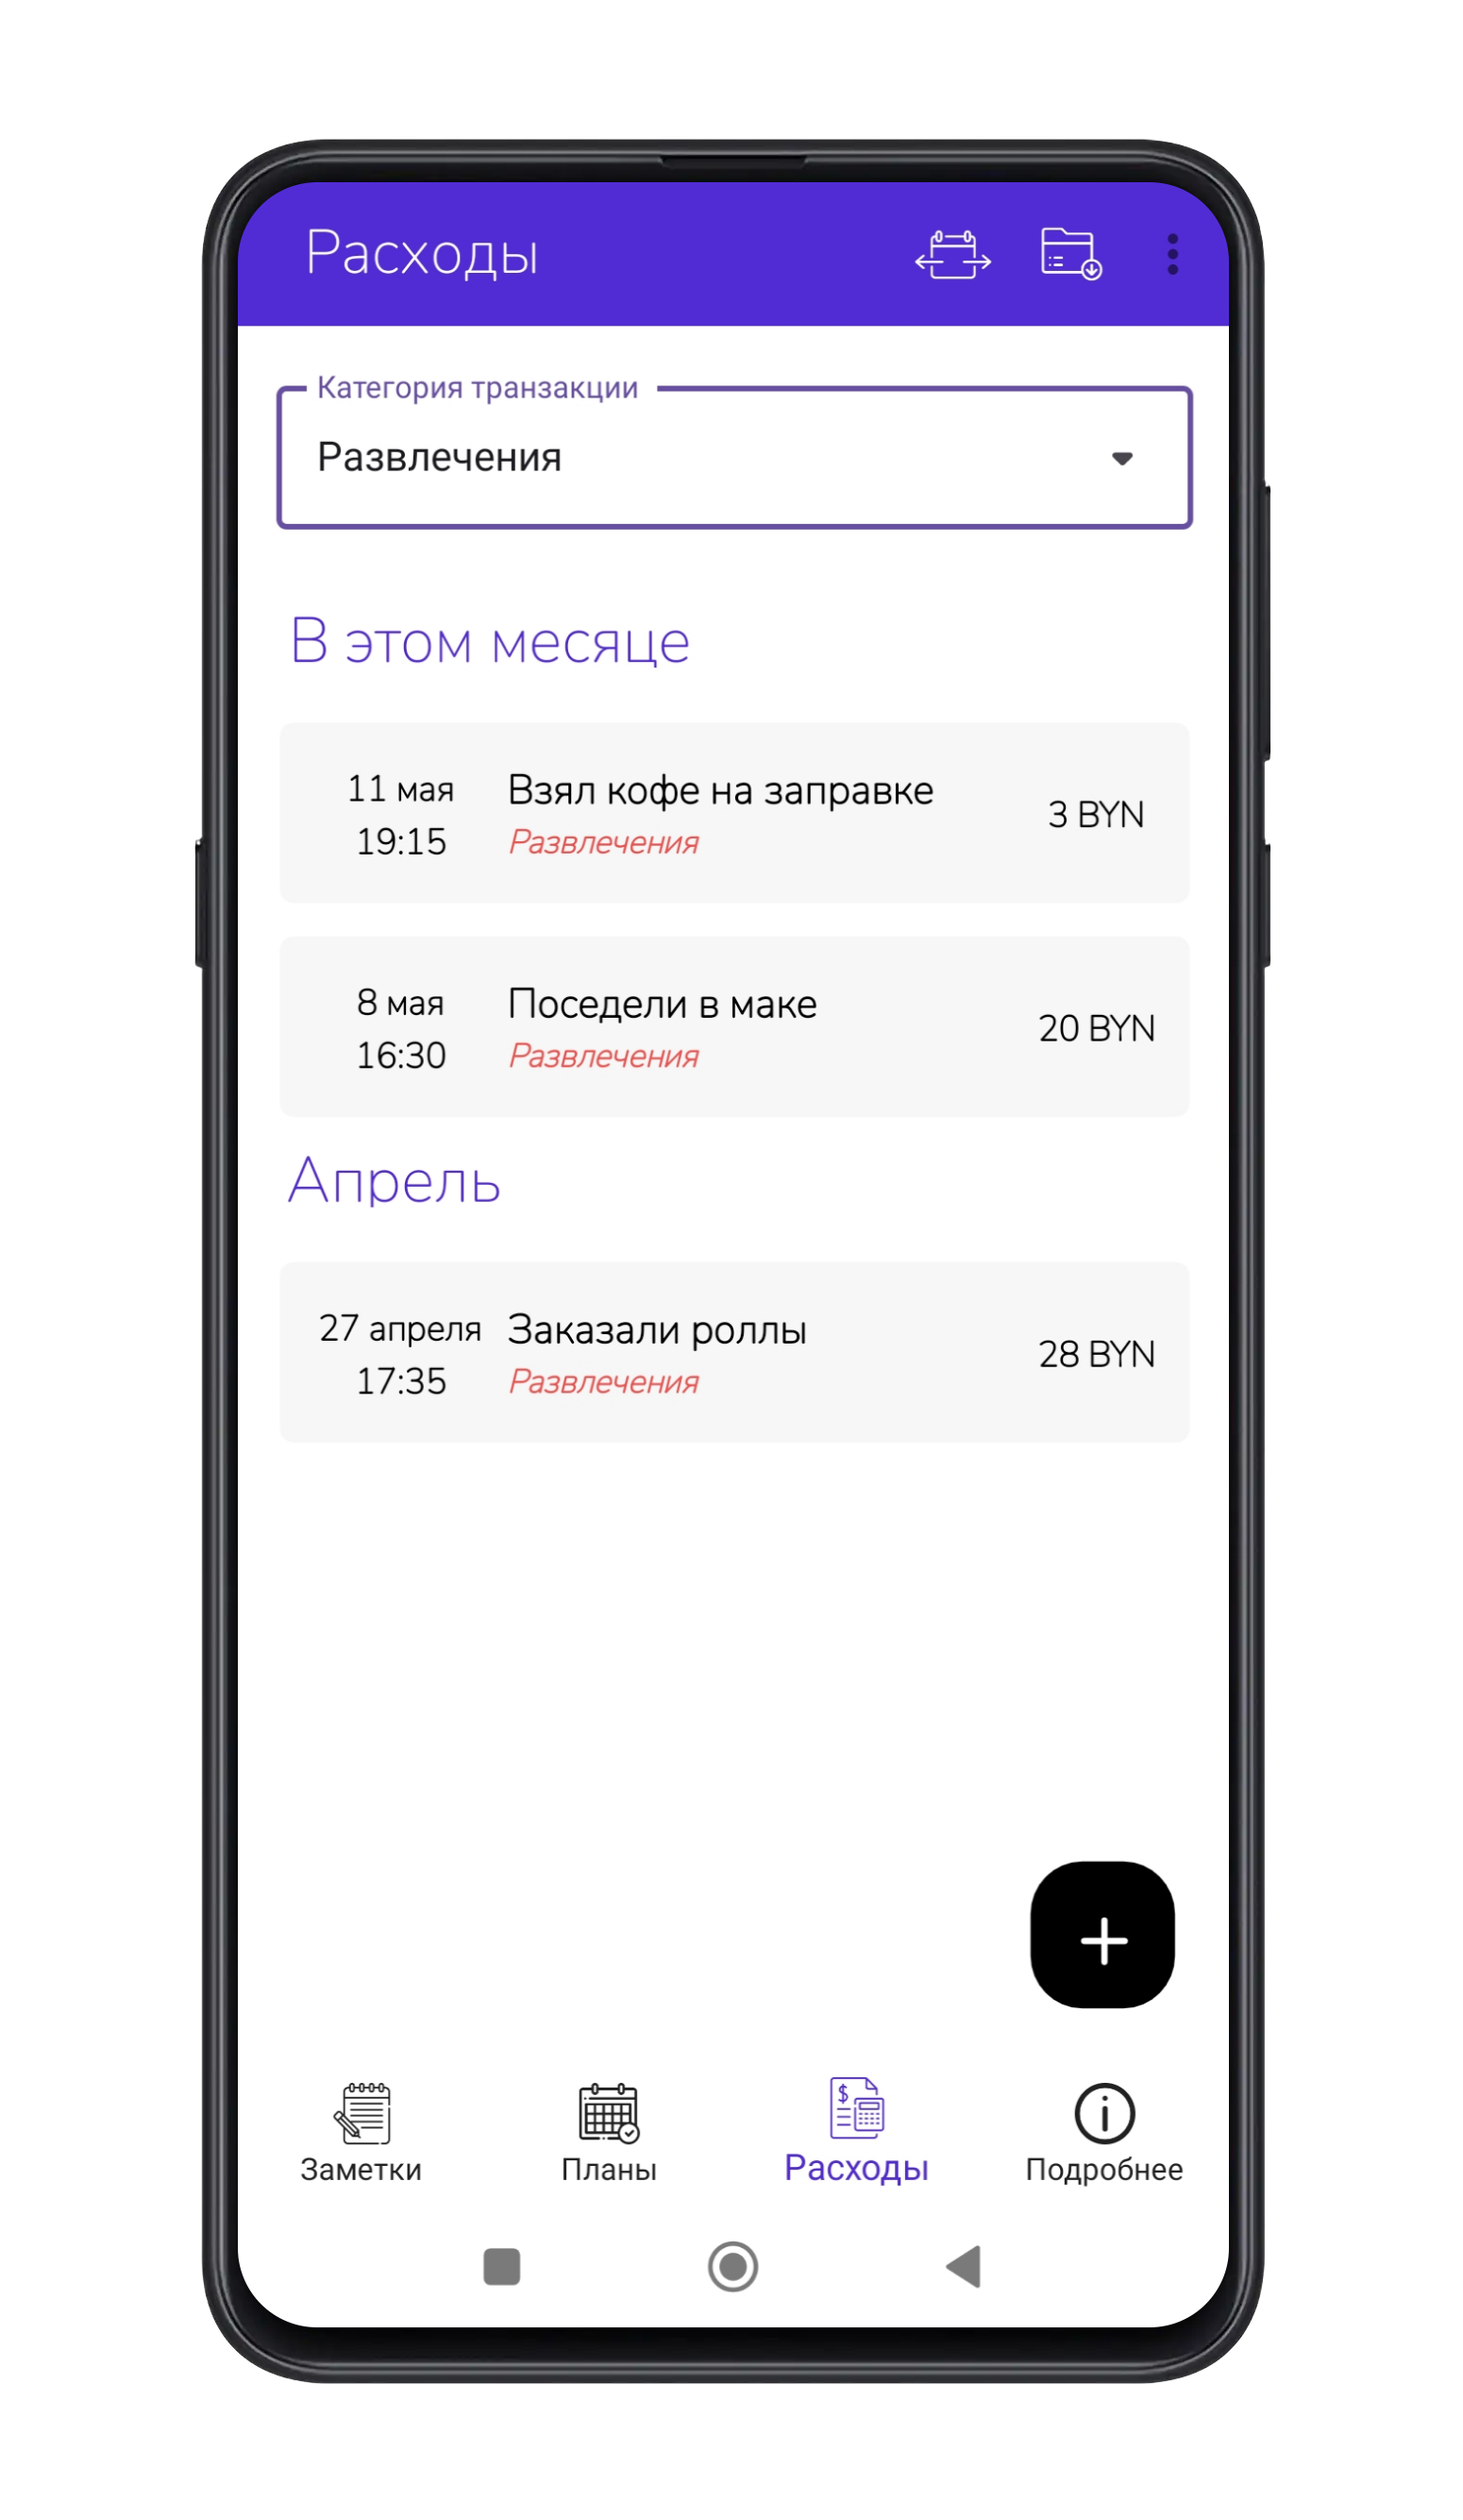 Расходы
Категория транзакции
Развлечения
В этом месяце
11 мая
19:15
Взял кофе на заправке
Развлечения
3 BYN
8 мая
16:30
Поседели в маке
Развлечения
20 BYN
Апрель
27 апреля
17:35
Заказали роллы
Развлечения
28 BYN
Заметки
Планы
Расходы
Подробнее